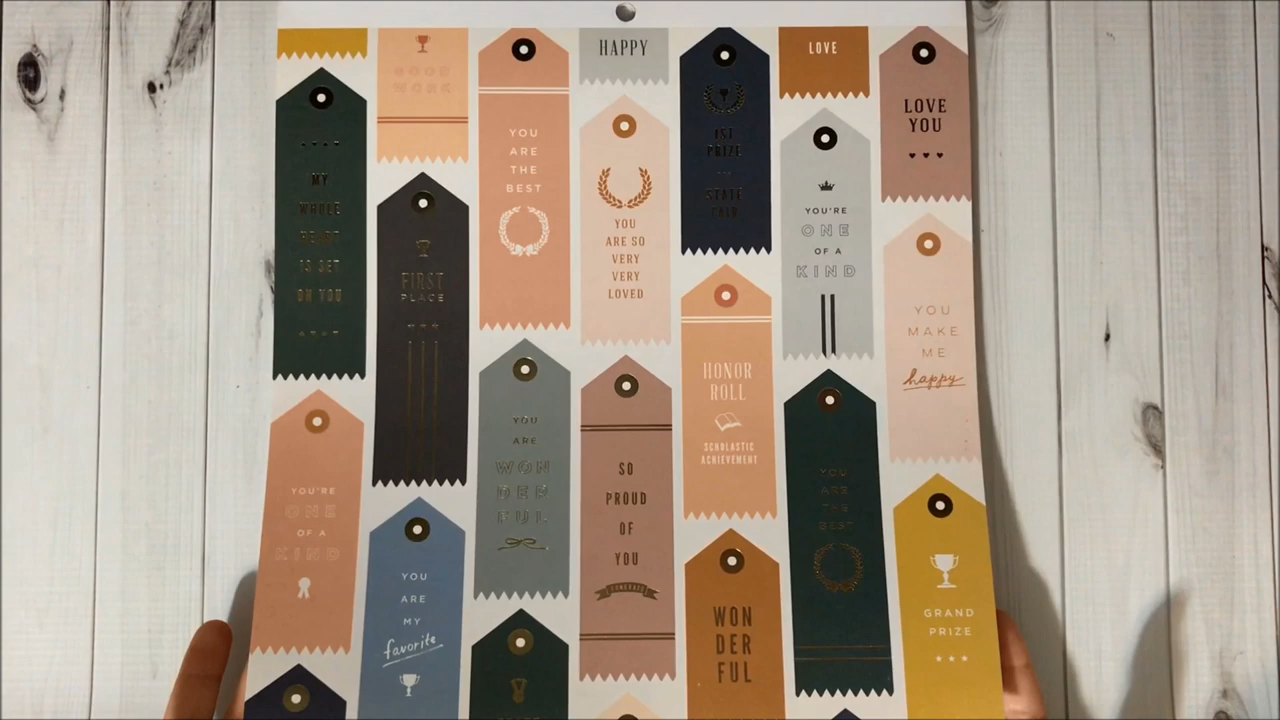 GOOD
WORK
HAPPY
LOVE
MY
WHOLE
HEART
IS SET
ON YOU
YOU
ARE
THE
BEST
1ST
PRIZE
STATE
FAIR
LOVE
YOU
FIRST
PLACE
YOU
ARE SO
VERY
VERY
LOVED
YOU'RE
ONE
OF A
KIND
YOU
MAKE
ME
happy
HONOR
ROLL
SCHOLASTIC
ACHIEVEMENT
YOU
ARE
WON
DER
FUL
SO
PROUD
OF
YOU
CONGRATS
YOU
ARE
THE
BEST
YOU'RE
ONE
OF A
KIND
YOU
ARE
MY
favorite
WON
DER
FUL
GRAND
PRIZE